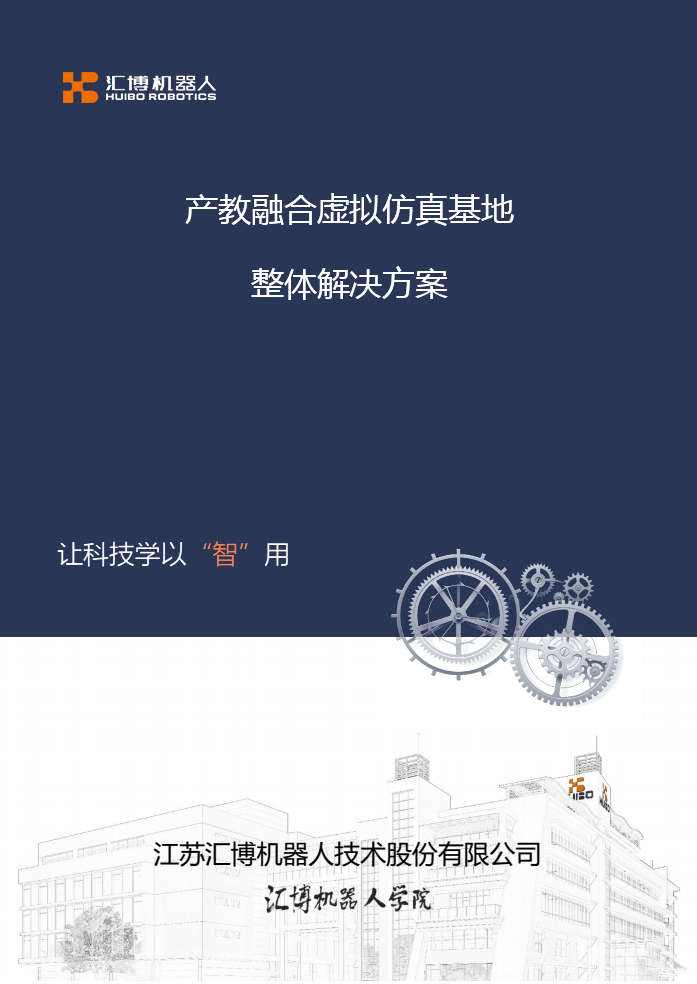 汇博机器人
HUIBO ROBOTICS
产教融合虚拟仿真基地
整体解决方案
让科技学以“智”用
江苏汇博机器人技术股份有限公司
汇博机器人学院